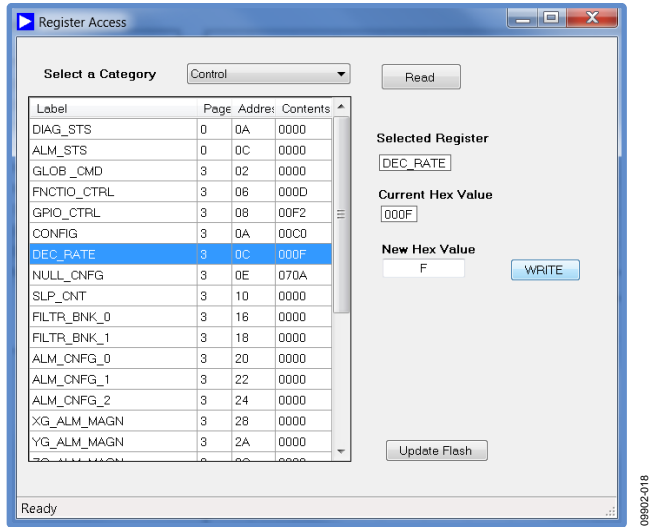 Register Access
Select a Category Control Read
Label Page Addres Contents
DIAG_STS 0 0A 0000
ALM_STS 0 0C 0000
GLOB _CMD 3 02 0000
FNCTIO_CTRL 3 06 000D
GPIO_CTRL 3 08 00F2
CONFIG 3 0A 00C0
DEC_RATE 3 0C 000F
NULL_CNFG 3 0E 070A
SLP_CNT 3 10 0000
FILTR_BNK_0 3 16 0000
FILTR_BNK_1 3 18 0000
ALM_CNFG_0 3 20 0000
ALM_CNFG_1 3 22 0000
ALM_CNFG_2 3 24 0000
XG_ALM_MAGN 3 28 0000
YG_ALM_MAGN 3 2A 0000
Selected Register
DEC_RATE
Current Hex Value
000F
New Hex Value
F WRITE
Update Flash
Ready
09902-018